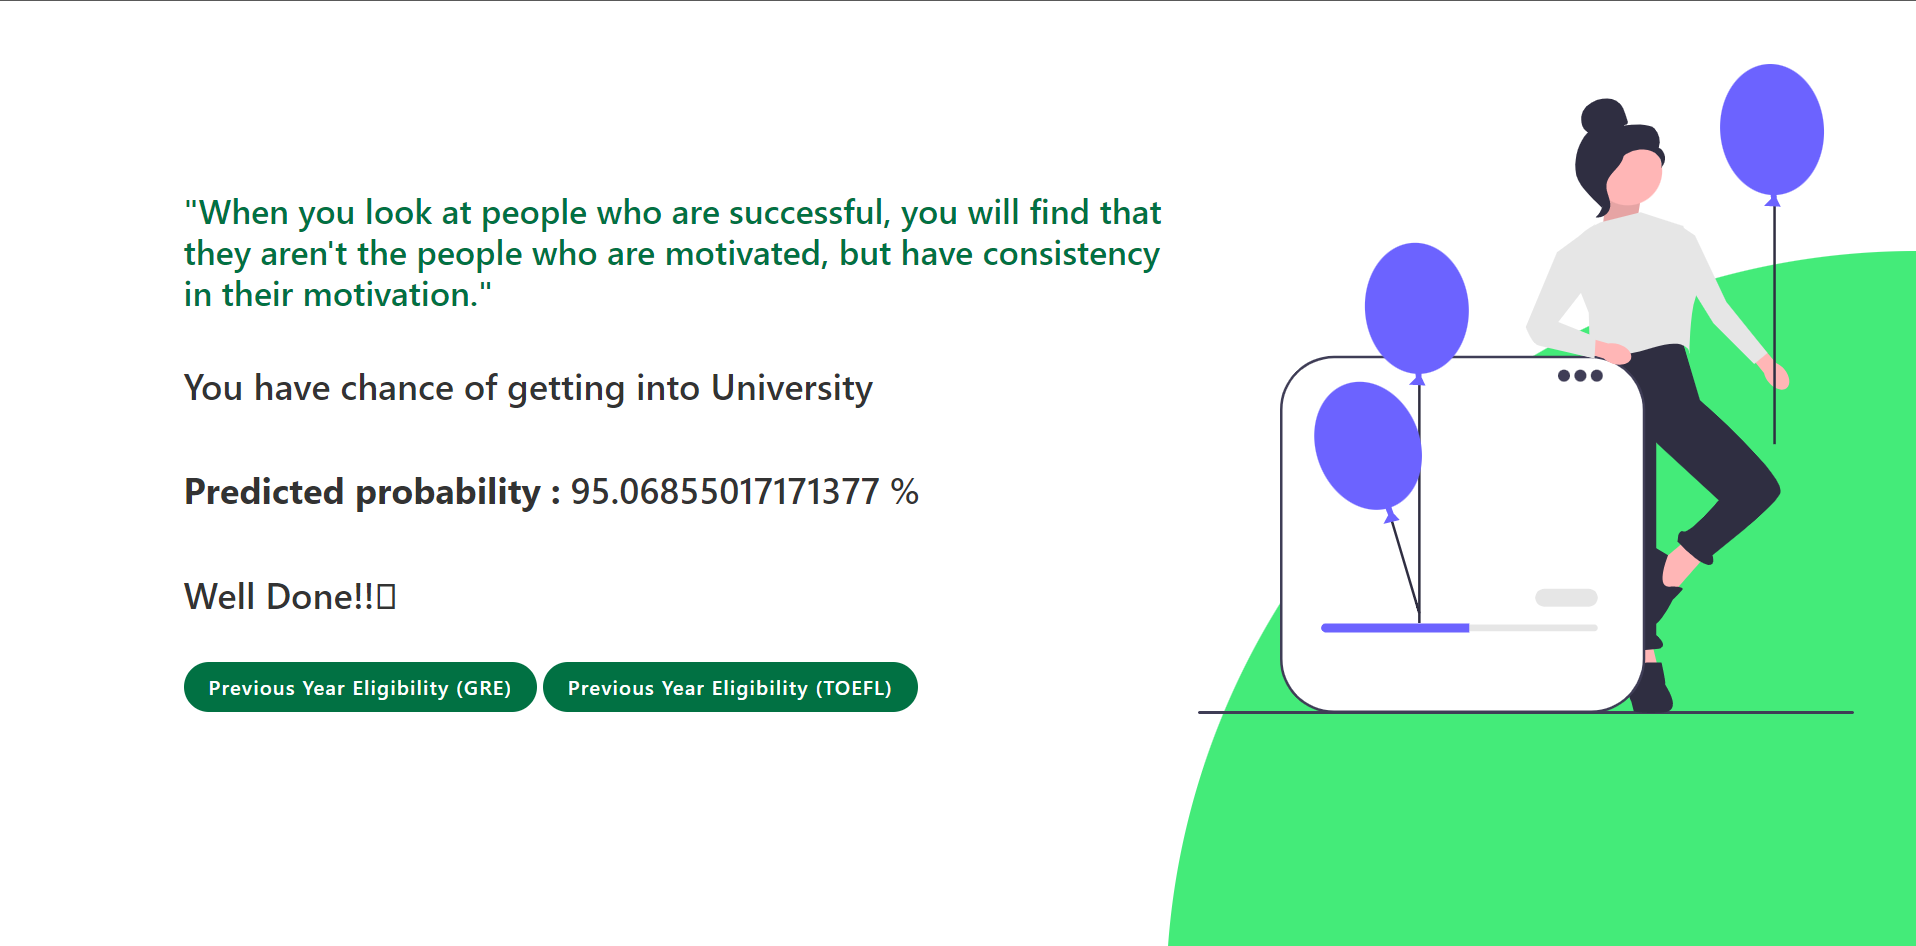 "When you look at people who are successful, you will find that
they aren't the people who are motivated, but have consistency
in their motivation."
You have chance of getting into University
Predicted probability : 95.06855017171377 %
Well Done!!▯
Previous Year Eligibility (GRE) Previous Year Eligibility (TOEFL)